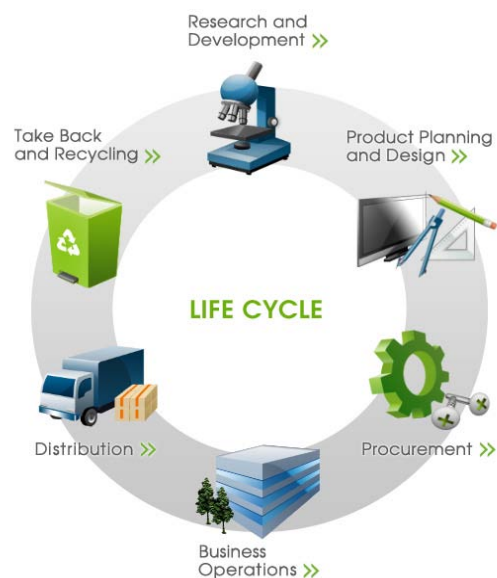 Research and
Development >>
Product Planning
and Design >>
Procurement >>
Business
Operations >>
Distribution >>
Take Back
and Recycling >>
LIFE CYCLE